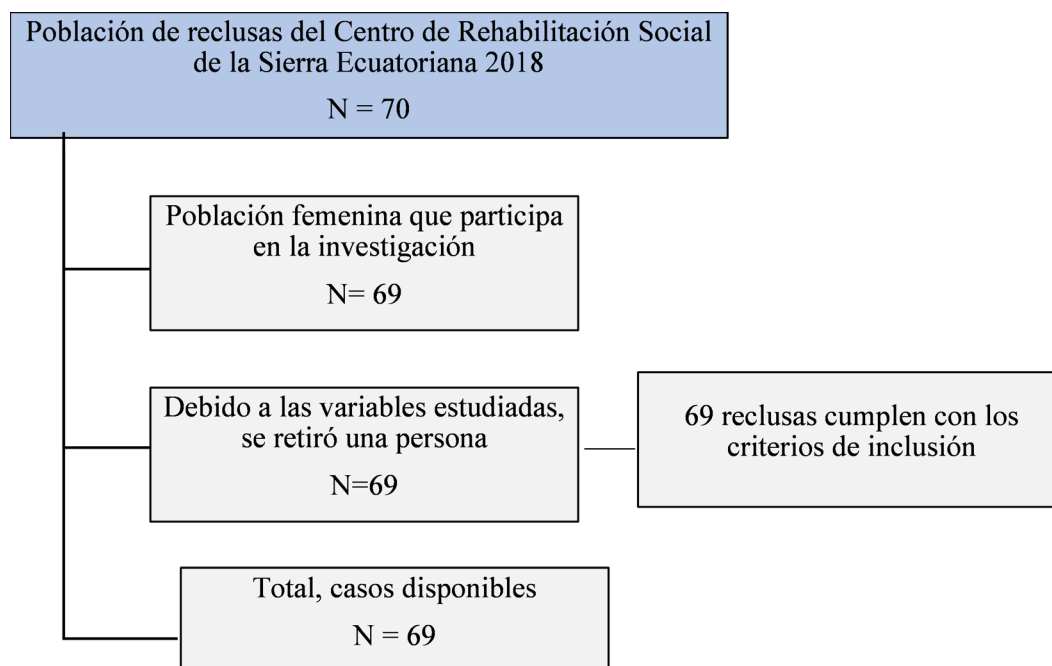 Población de reclusas del Centro de Rehabilitación Social
de la Sierra Ecuatoriana 2018
N = 70
Población femenina que participa
en la investigación
N= 69
Debido a las variables estudiadas,
se retiró una persona
N=69
69 reclusas cumplen con los
criterios de inclusión
Total, casos disponibles
N = 69